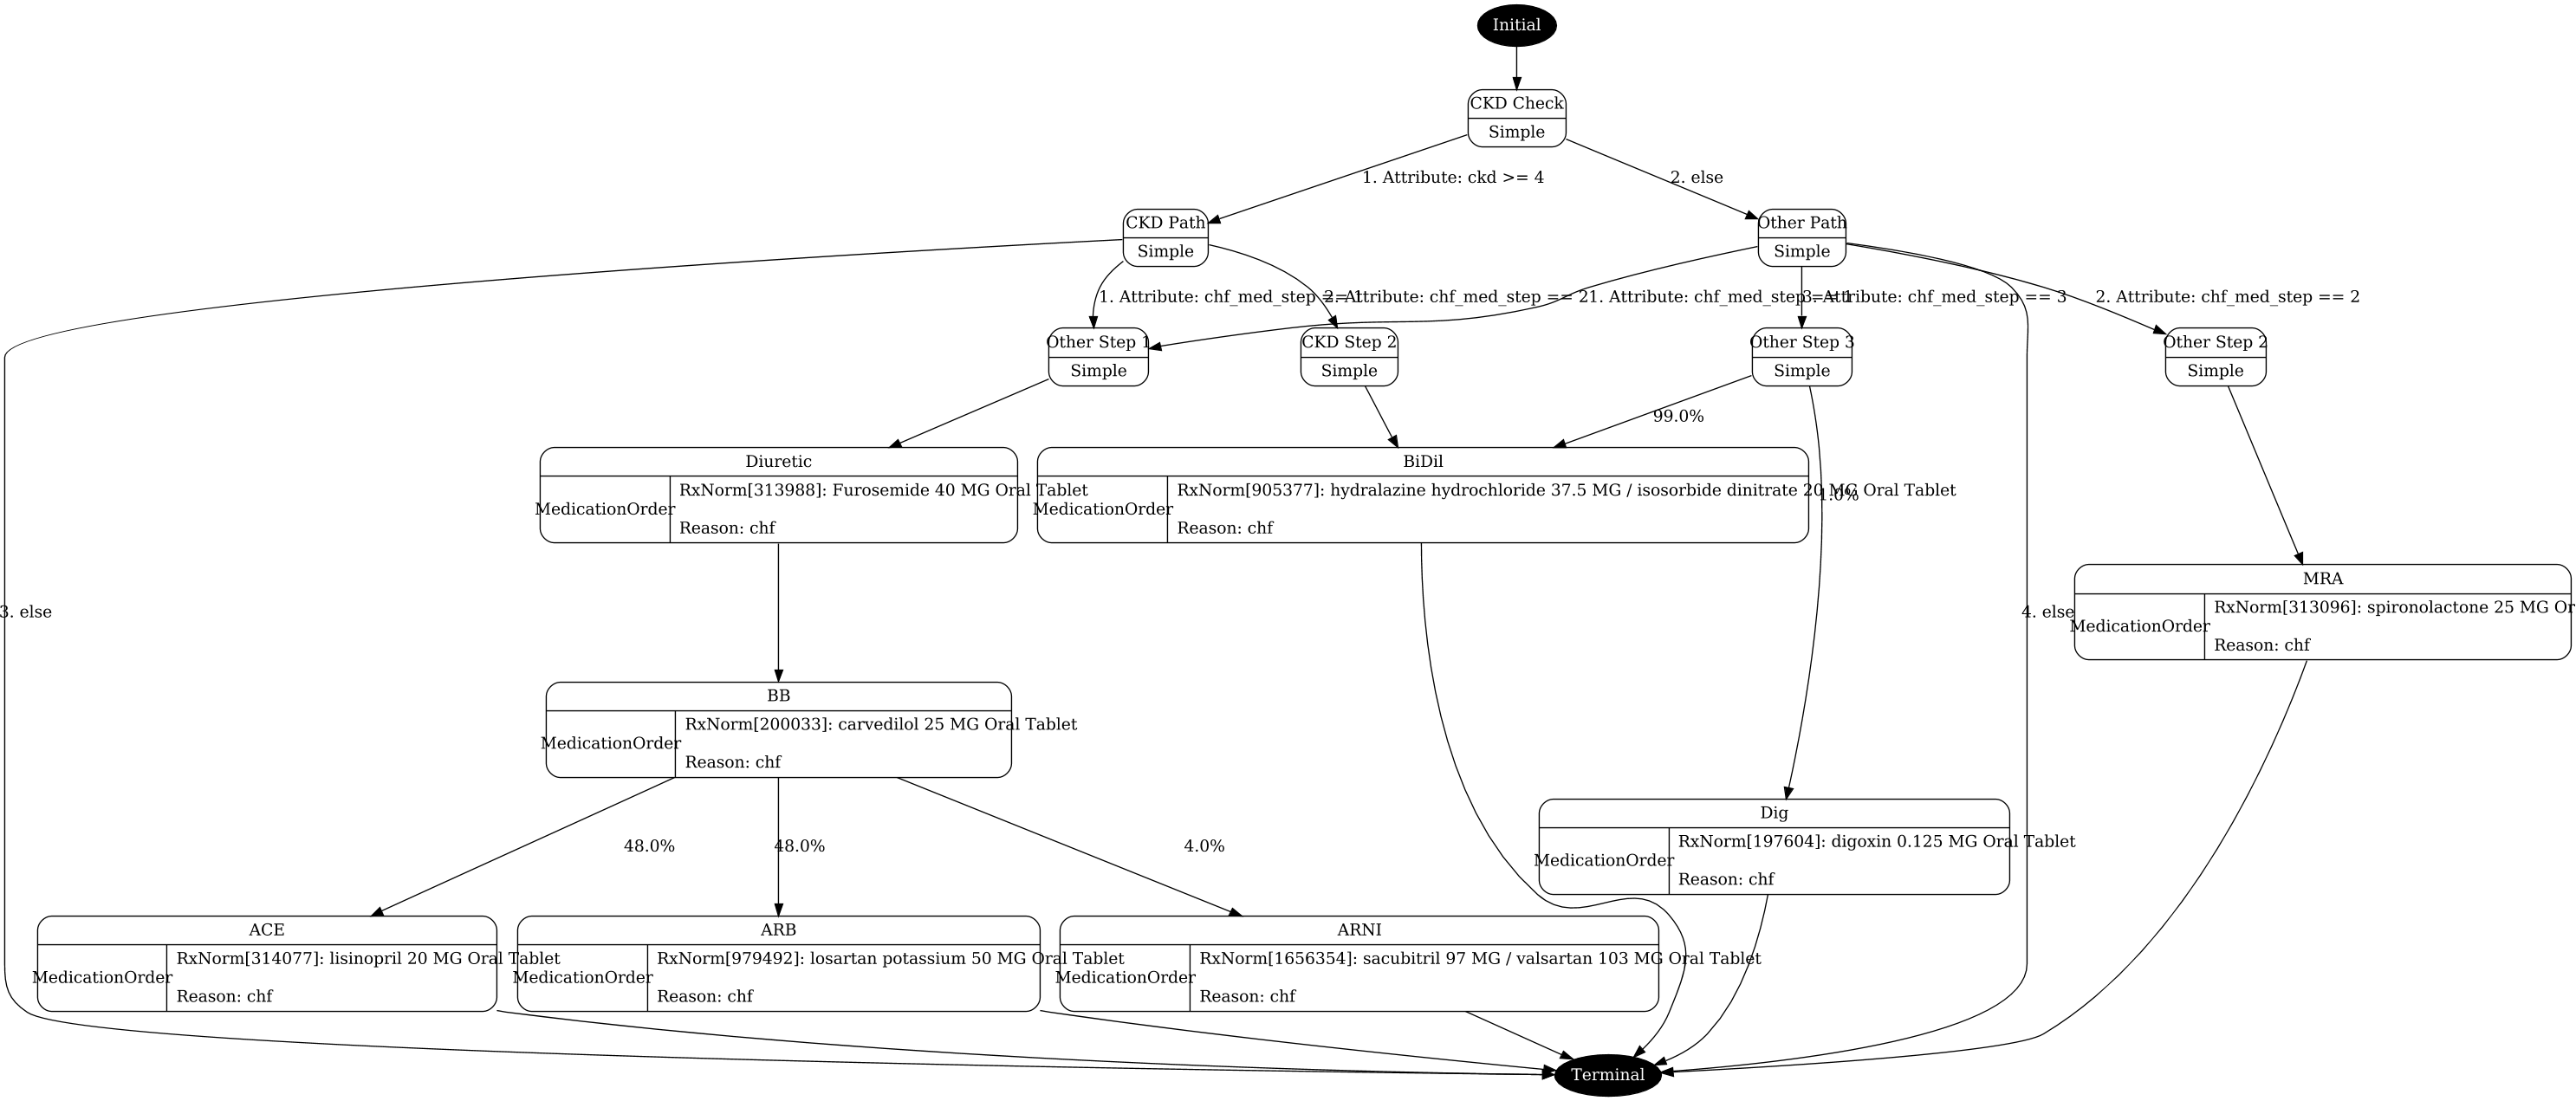 Initial
CKD Check
Simple
1. Attribute: ckd >= 4
2. else
CKD Path
Simple
Other Path
Simple
1. Attribute: chf_med_step == 1
2. Attribute: chf_med_step == 2
1. Attribute: chf_med_step == 1
3. Attribute: chf_med_step == 3
2. Attribute: chf_med_step == 2
Other Step 1
Simple
CKD Step 2
Simple
Other Step 3
Simple
Other Step 2
Simple
99.0%
Diuretic
MedicationOrder
RxNorm[313988]: Furosemide 40 MG Oral Tablet
Reason: chf
BiDil
MedicationOrder
RxNorm[905377]: hydralazine hydrochloride 37.5 MG / isosorbide dinitrate 20 MG Oral Tablet
Reason: chf
1.0%
3. else
4. else
MRA
MedicationOrder
RxNorm[313096]: spironolactone 25 MG Or
Reason: chf
BB
MedicationOrder
RxNorm[200033]: carvedilol 25 MG Oral Tablet
Reason: chf
48.0%
48.0%
4.0%
Dig
MedicationOrder
RxNorm[197604]: digoxin 0.125 MG Oral Tablet
Reason: chf
ACE
MedicationOrder
RxNorm[314077]: lisinopril 20 MG Oral Tablet
Reason: chf
ARB
MedicationOrder
RxNorm[979492]: losartan potassium 50 MG Oral Tablet
Reason: chf
ARNI
MedicationOrder
RxNorm[1656354]: sacubitril 97 MG / valsartan 103 MG Oral Tablet
Reason: chf
Terminal